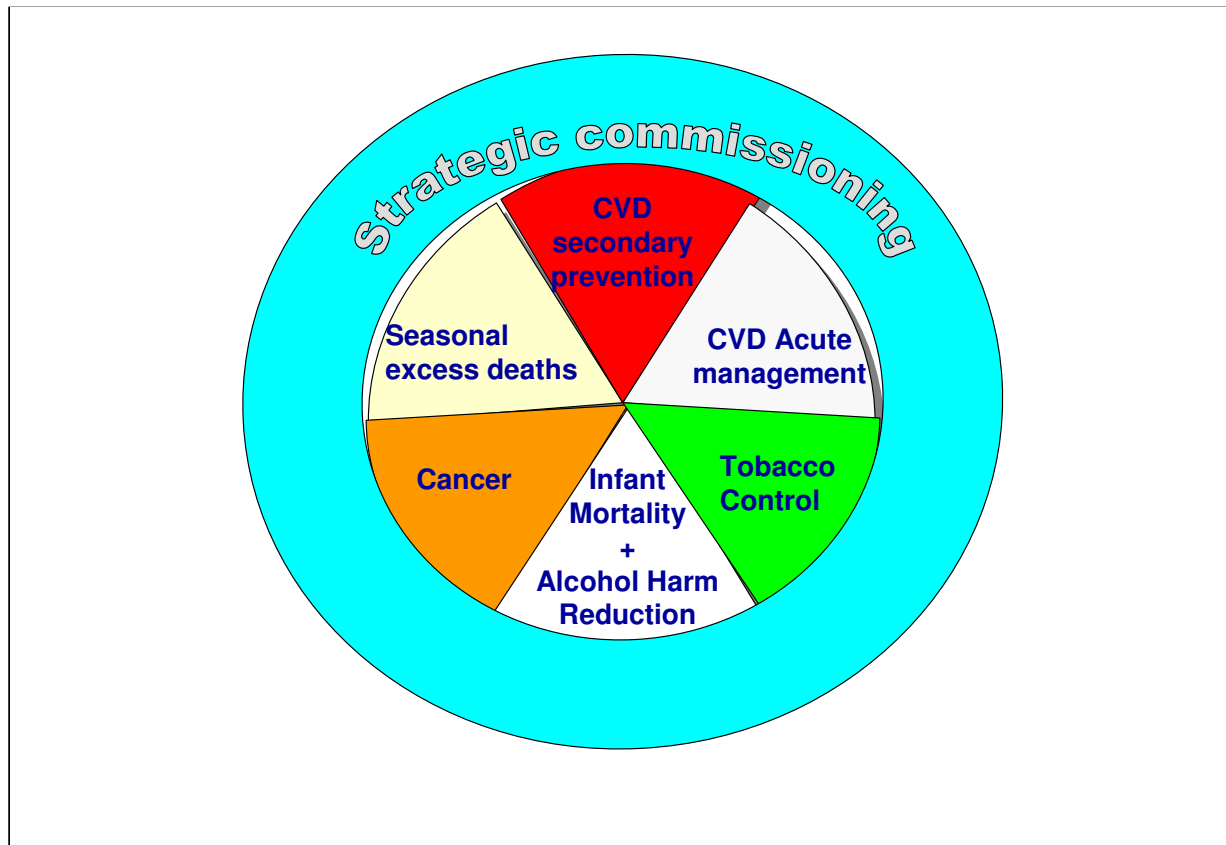 Strategic commissioning
CVD
secondary
prevention
CVD Acute
management
Tobacco
Control
Infant
Mortality
+
Alcohol Harm
Reduction
Cancer
Seasonal
excess deaths